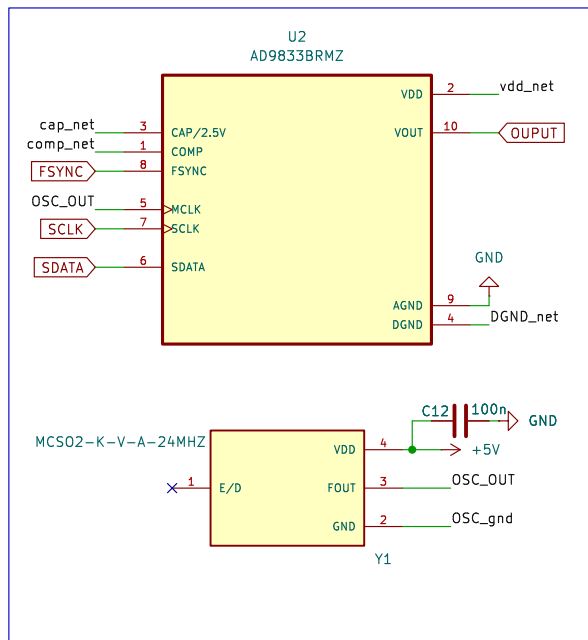 U2
AD9833BRMZ
VDD 2 vdd_net
cap_net 3 CAP/2.5V
VOUT 10 OUPUT
comp_net 1 COMP
FSYNC 8 FSYNC
OSC_OUT 5 MCLK
SCLK 7 SCLK
SDATA 6 SDATA
GND
AGND 9
DGND 4 DGND_net
C12 100n
GND
MCSO2-K-V-A-24MHZ
VDD 4 +5V
1 E/D
FOUT 3 OSC_OUT
GND 2 OSC_gnd
Y1